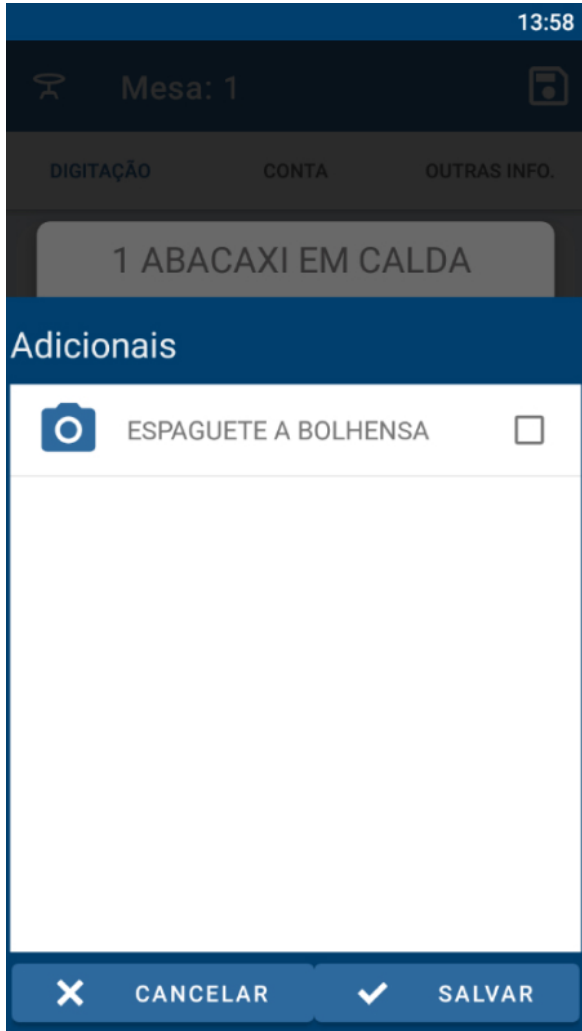 13:58
Mesa: 1
DIGITAÇÃO CONTA OUTRAS INFO.
1 ABACAXI EM CALDA
Adicionais
ESPAGUETE A BOLHENSA
CANCELAR SALVAR